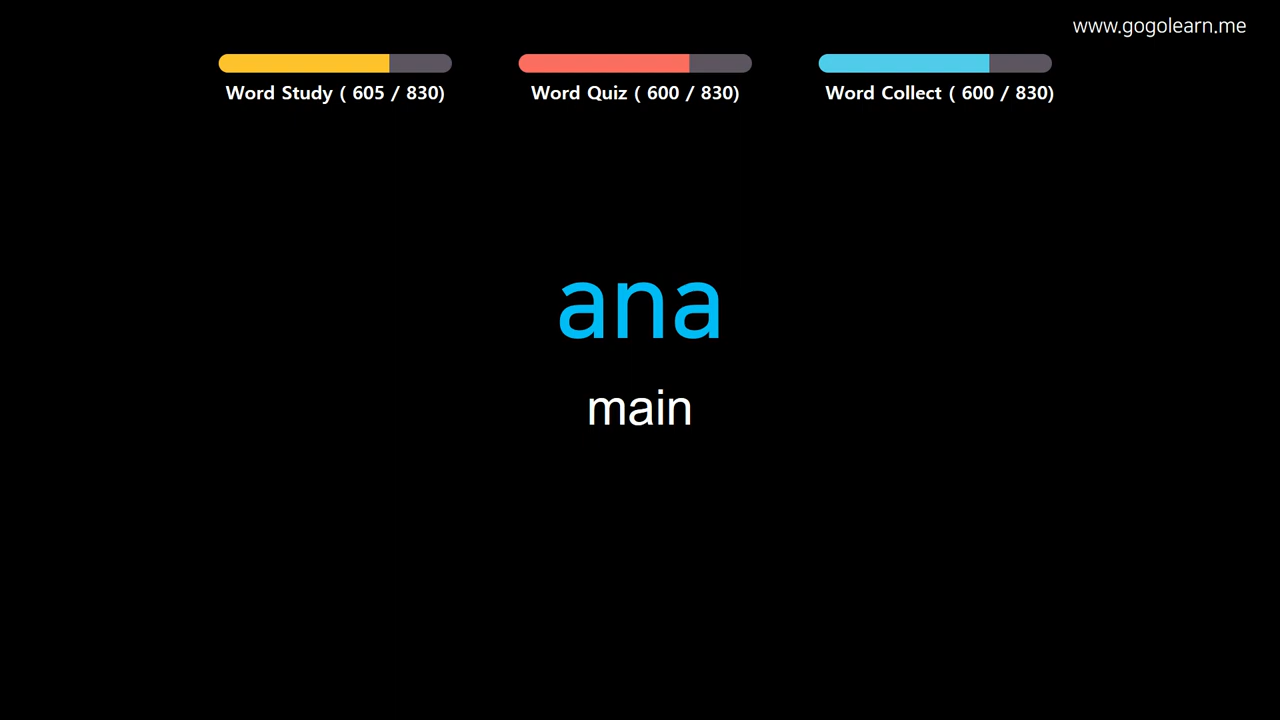 www.gogolearn.me
Word Study ( 605 / 830)
Word Quiz ( 600 / 830)
Word Collect ( 600 / 830)
ana
main